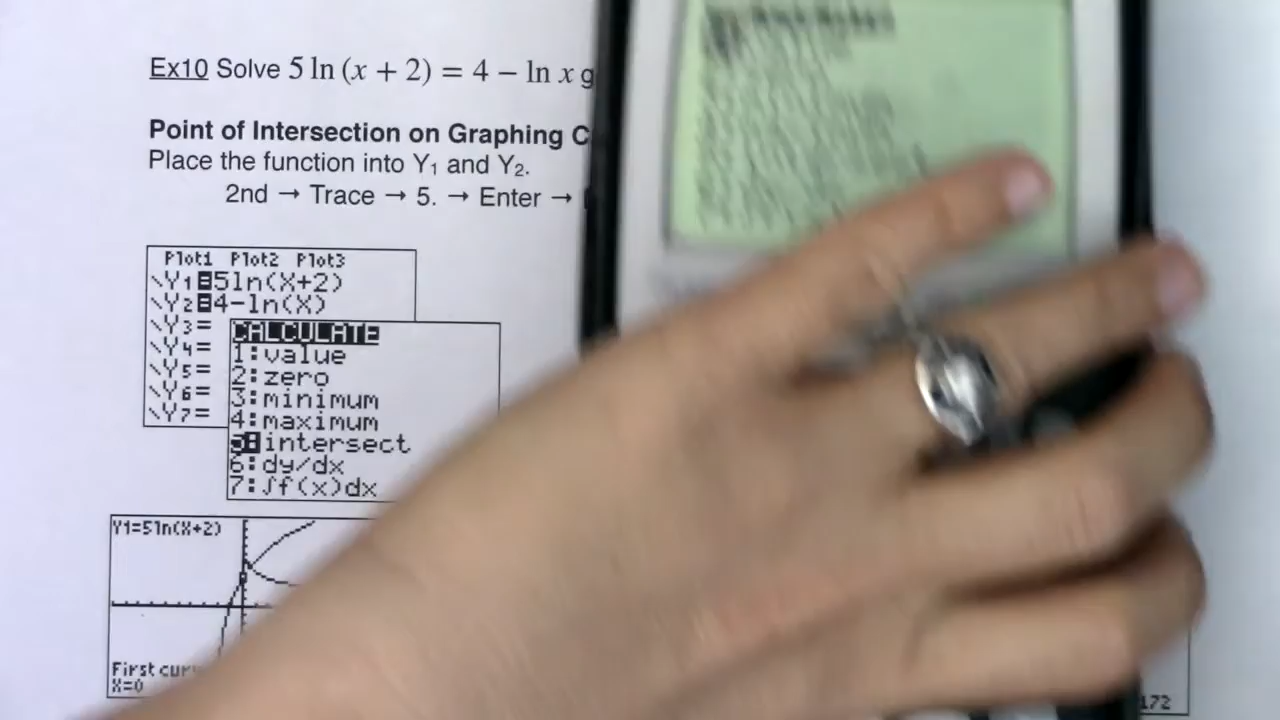 Ex10 Solve 5 ln (x + 2) = 4 − ln x g
Point of Intersection on Graphing C
Place the function into Y₁ and Y₂.
2nd → Trace → 5. → Enter →
Plot1 Plot2 Plot3
\Y1=5ln(X+2)
\Y2=4-ln(X)
\Y3=
\Y4=
\Y5=
\Y6=
\Y7=
CALCULATE
1:value
2:zero
3:minimum
4:maximum
5:intersect
6:dy/dx
7:∫f(x)dx
Y1=5ln(X+2)
First cur
X=0
172